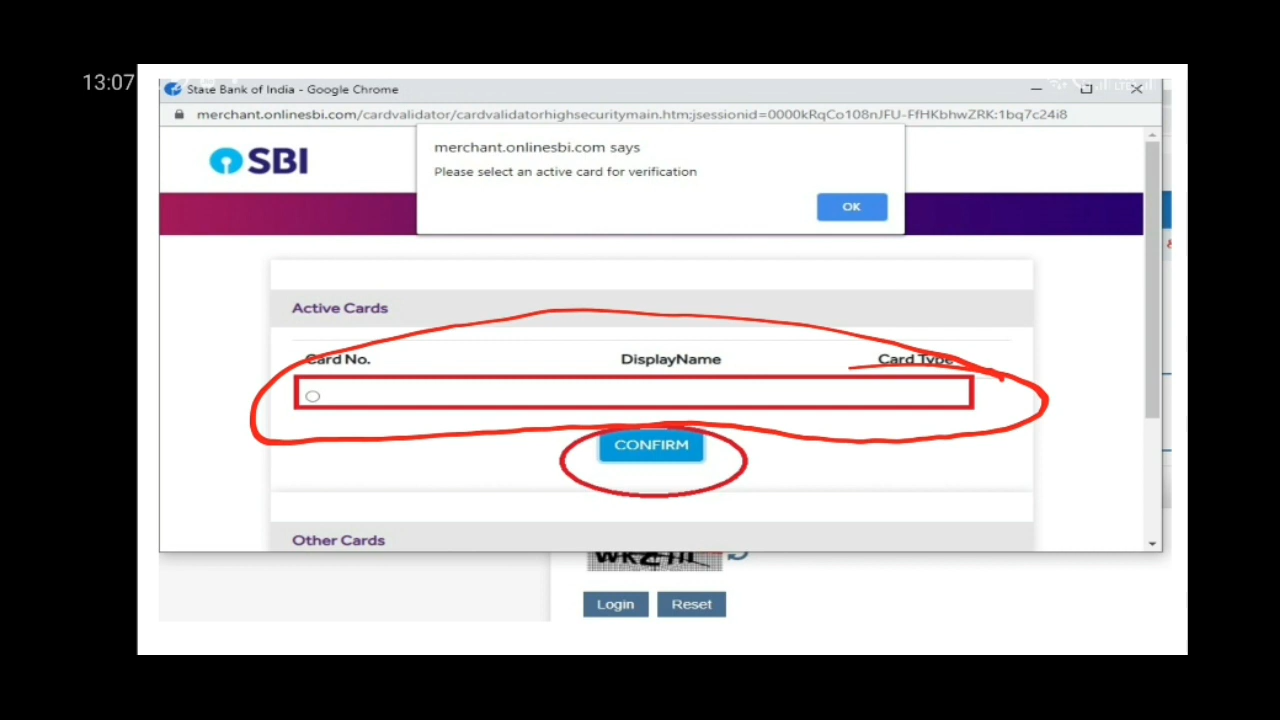 13:07
State Bank of India - Google Chrome
merchant.onlinesbi.com/cardvalidator/cardvalidatorhighsecuritymain.htm;jsessionid=0000kRqCo108nJFU-FfHKbhwZRK:1bq7c24i8
SBI
merchant.onlinesbi.com says
Please select an active card for verification
OK
Active Cards
Card No. DisplayName Card Type
CONFIRM
Other Cards
Login Reset